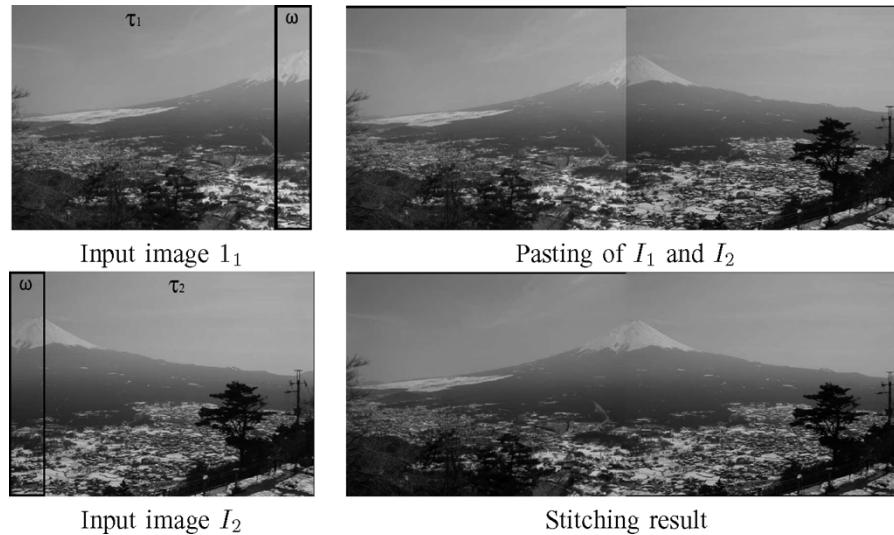 τ₁ ω
Input image 1₁
Pasting of I₁ and I₂
ω τ₂
Input image I₂
Stitching result